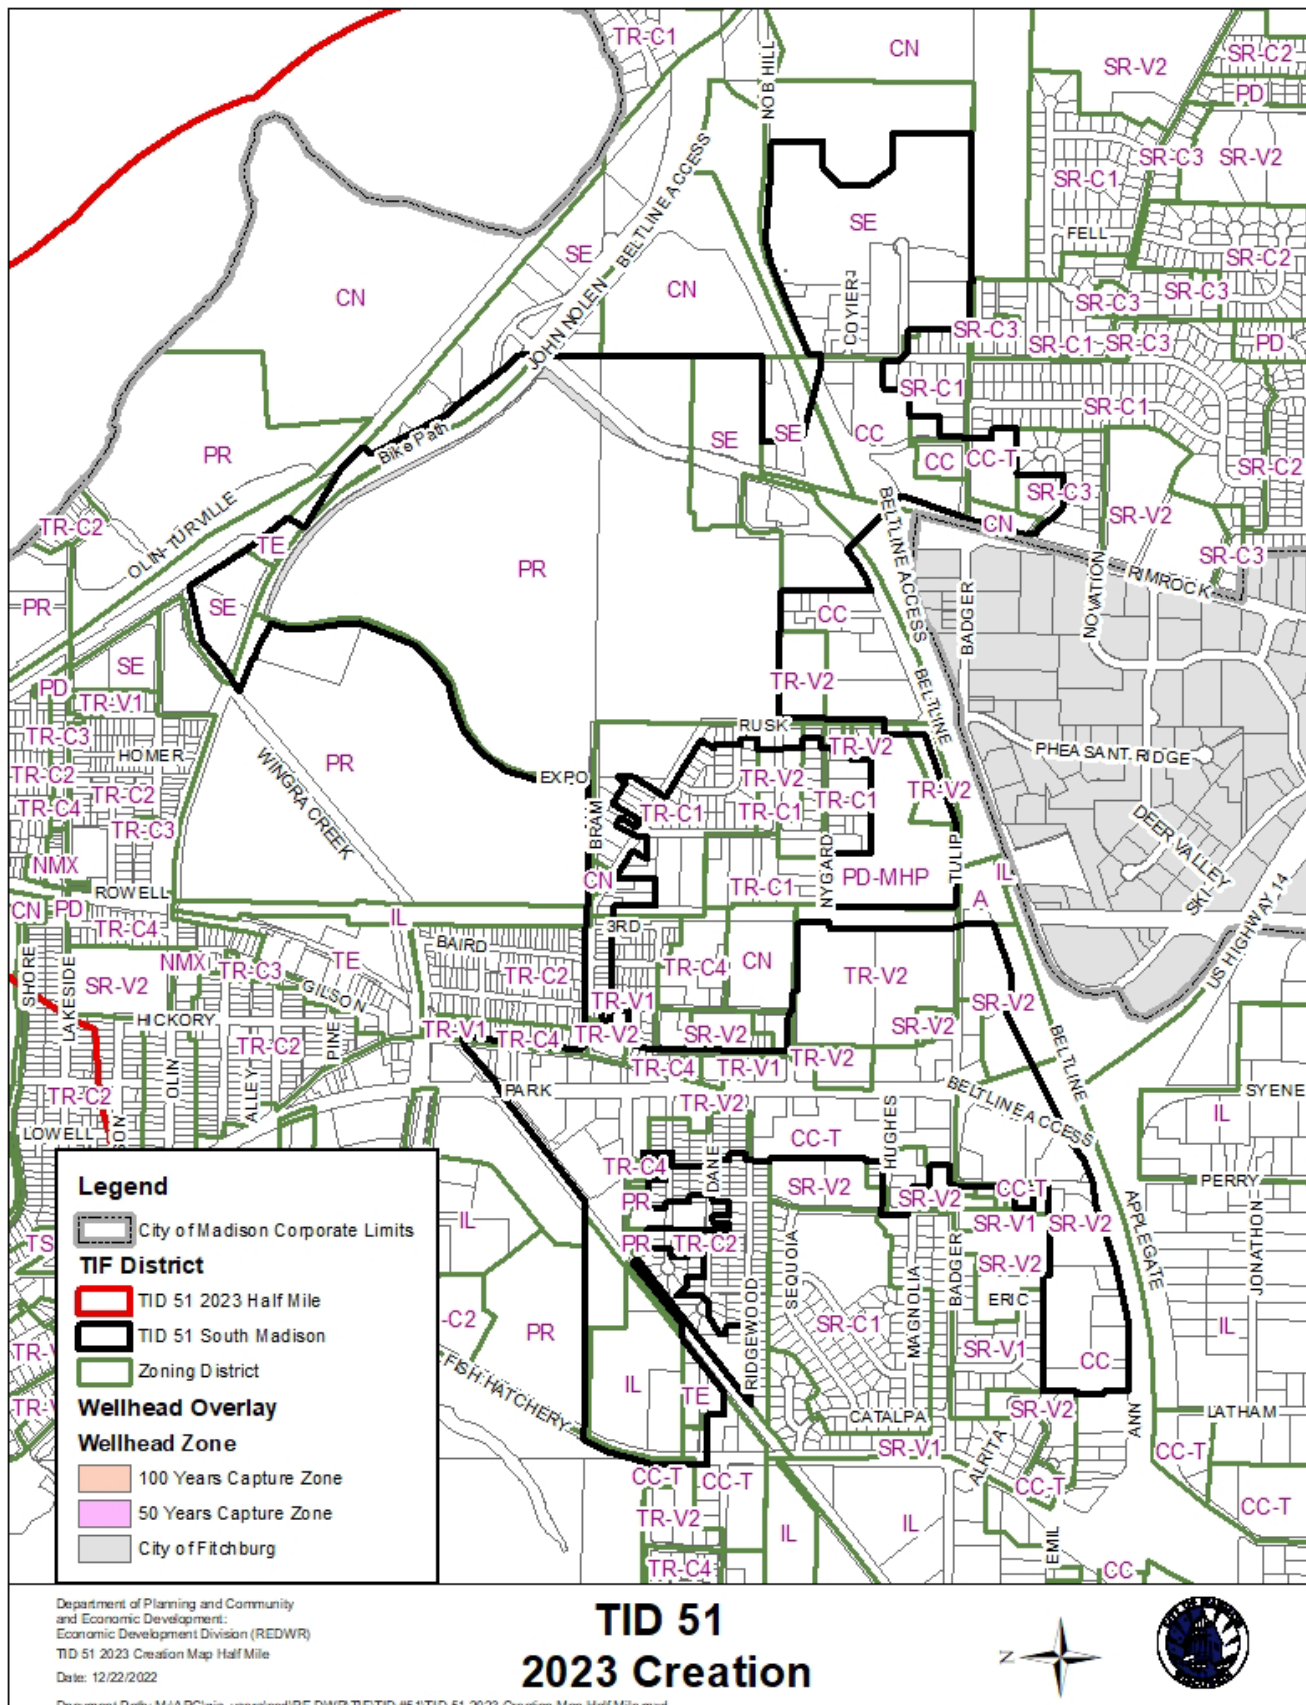 TR-C1
CN
SR-V2
SR-C2
PD
NOB HILL
SR-C3
SR-V2
SR-C1
BELTLINE ACCESS
SE
FELL
SE
SR-C2
CN
CN
SR-C3
SR-C3
JOHN NOLEN
COYIER
SR-C3
SR-C1
SR-C3
PD
SR-C1
SR-C1
Bike Path
SE
SE
CC
PR
CC
CC-T
SR-C2
SR-C3
OLIN-TURVILLE
TR-C2
BELTLINE ACCESS
CN
SR-V2
TE
SR-C3
PR
RIMROCK
NOVATION
BADGER
PR
SE
CC
SE
TR-V2
BELTLINE
PD
TR-V1
RUSK
TR-C3
HOMER
TR-V2
PHEASANT RIDGE
WINGRA CREEK
PR
TR-C2
EXPO
TR-V2
TR-V2
TR-C2
TR-C4
TR-C1
TR-C1
TR-C1
TR-C3
BRAM
DEER VALLEY
NYGARD
TULIP
NMX
CN
IL
ROWELL
TR-C1
PD-MHP
SKI
US HIGHWAY 14
CN
PD
TR-C4
IL
A
3RD
BAIRD
SHORE
LAKESIDE
NMX
TR-C3
TE
TR-C2
TR-C4
CN
TR-V2
SR-V2
GILSON
TR-V1
SR-V2
HICKORY
TR-V1
TR-C4
TR-V2
SR-V2
SR-V2
BELTLINE
PINE
TR-C2
TR-C4
TR-V1
TR-V2
OLIN
ALLEY
TR-C2
PARK
TR-V2
BELTLINE ACCESS
SYENE
IL
SON
LOWELL
CC-T
HUGHES
DANE
TR-C4
PERRY
SR-V2
SR-V2
CC-T
PR
IL
SR-V1
SR-V2
APPLEGATE
TS
PR
TR-C2
SEQUOIA
SR-V2
JONATHON
RIDGEWOOD
MAGNOLIA
BADGER
ERIC
-C2
PR
SR-C1
SR-V1
IL
CC
FISH HATCHERY
IL
TE
SR-V2
CATALPA
LATHAM
ANN
SR-V1
CC-T
ALRITA
CC-T
CC-T
CC-T
CC-T
TR-V2
IL
IL
EMIL
TR-C4
CC
Legend
City of Madison Corporate Limits
TIF District
TID 51 2023 Half Mile
TID 51 South Madison
Zoning District
Wellhead Overlay
Wellhead Zone
100 Years Capture Zone
50 Years Capture Zone
City of Fitchburg
Department of Planning and Community
and Economic Development:
Economic Development Division (REDWR)
TID 51 2023 Creation Map Half Mile
Date: 12/22/2022
TID 51
2023 Creation
N